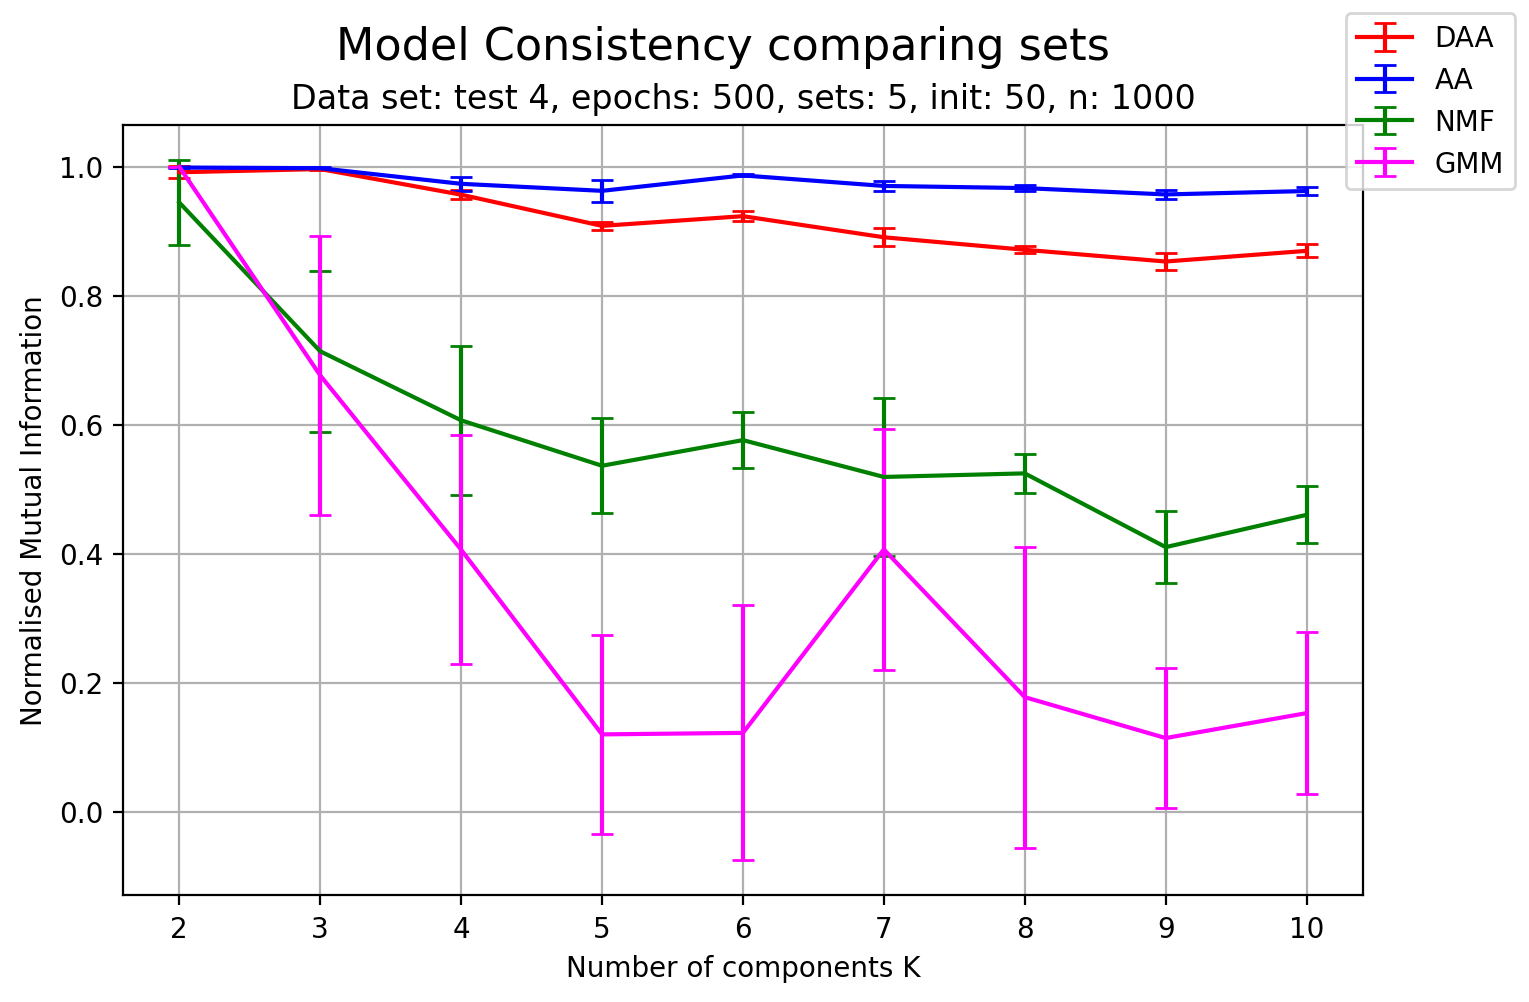 Model Consistency comparing sets
Data set: test 4, epochs: 500, sets: 5, init: 50, n: 1000
DAA
AA
NMF
GMM
Normalised Mutual Information
1.0
0.8
0.6
0.4
0.2
0.0
2 3 4 5 6 7 8 9 10
Number of components K